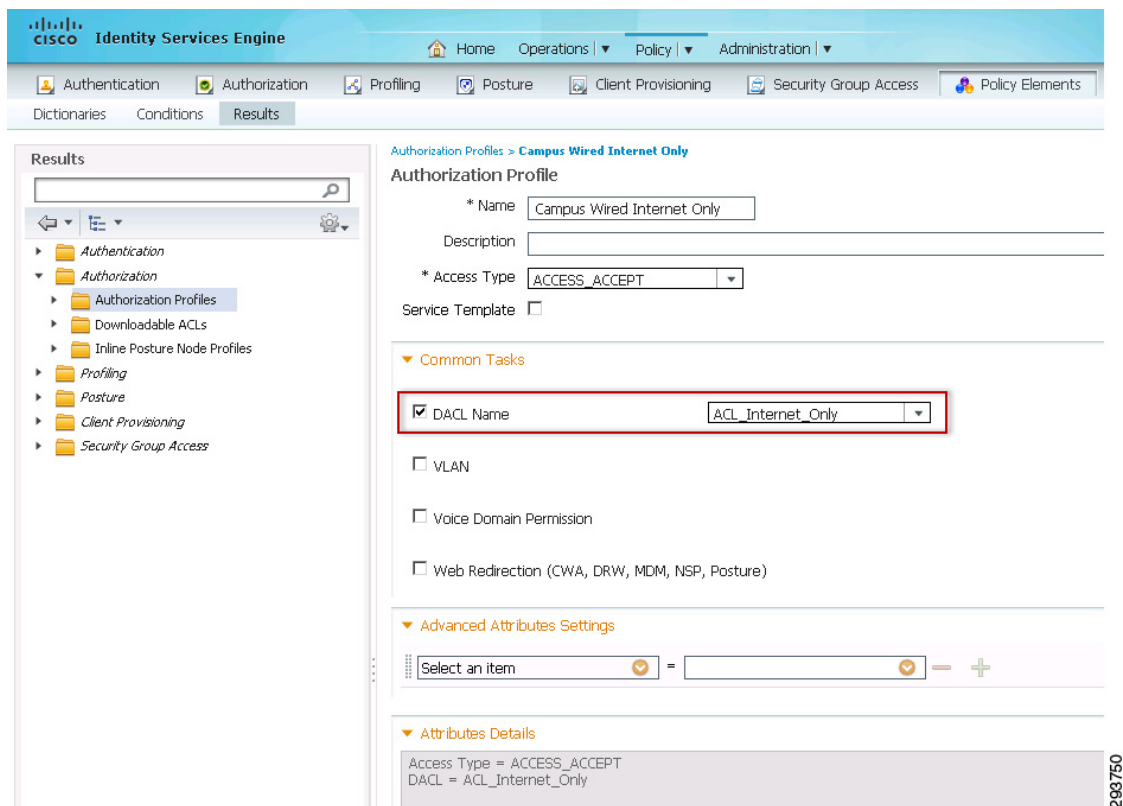 cisco Identity Services Engine
Home Operations Policy Administration
Authentication Authorization Profiling Posture Client Provisioning Security Group Access Policy Elements
Dictionaries Conditions Results
Results
Authentication
Authorization
Authorization Profiles
Downloadable ACLs
Inline Posture Node Profiles
Profiling
Posture
Client Provisioning
Security Group Access
Authorization Profiles > Campus Wired Internet Only
Authorization Profile
* Name Campus Wired Internet Only
Description
* Access Type ACCESS_ACCEPT
Service Template
Common Tasks
DACL Name ACL_Internet_Only
VLAN
Voice Domain Permission
Web Redirection (CWA, DRW, MDM, NSP, Posture)
Advanced Attributes Settings
Select an item =
Attributes Details
Access Type = ACCESS_ACCEPT
DACL = ACL_Internet_Only
293750